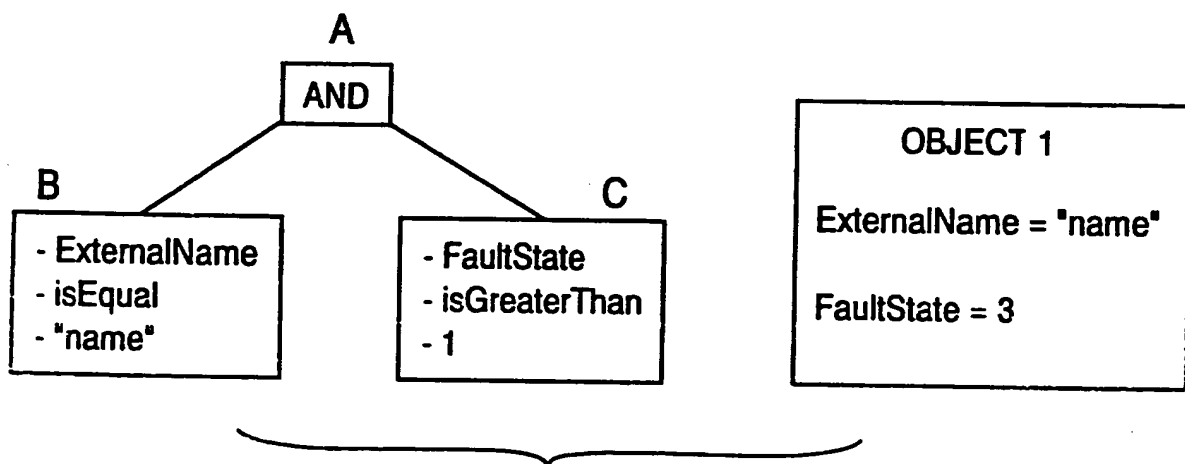 A
AND
B
- ExternalName
- isEqual
- "name"
C
- FaultState
- isGreaterThan
- 1
OBJECT 1
ExternalName = "name"
FaultState = 3